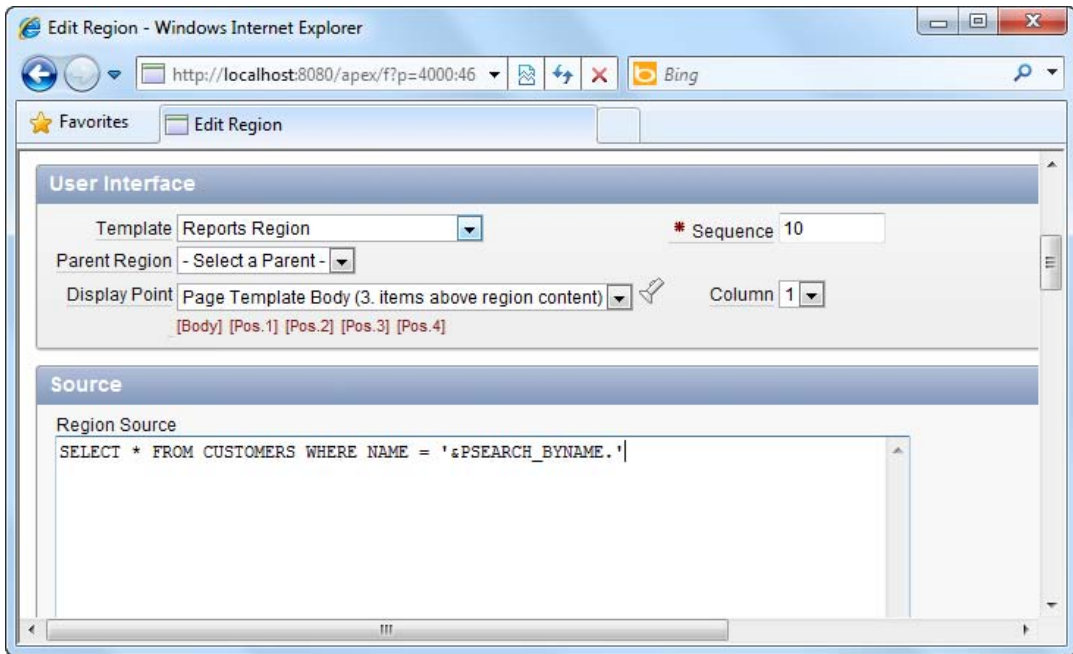 Edit Region - Windows Internet Explorer
http://localhost:8080/apex/f?p=4000:46
Bing
Favorites
Edit Region
User Interface
Template Reports Region
* Sequence 10
Parent Region - Select a Parent -
Display Point Page Template Body (3. items above region content)
Column 1
[Body] [Pos.1] [Pos.2] [Pos.3] [Pos.4]
Source
Region Source
SELECT * FROM CUSTOMERS WHERE NAME = '&PSEARCH_BYNAME.'